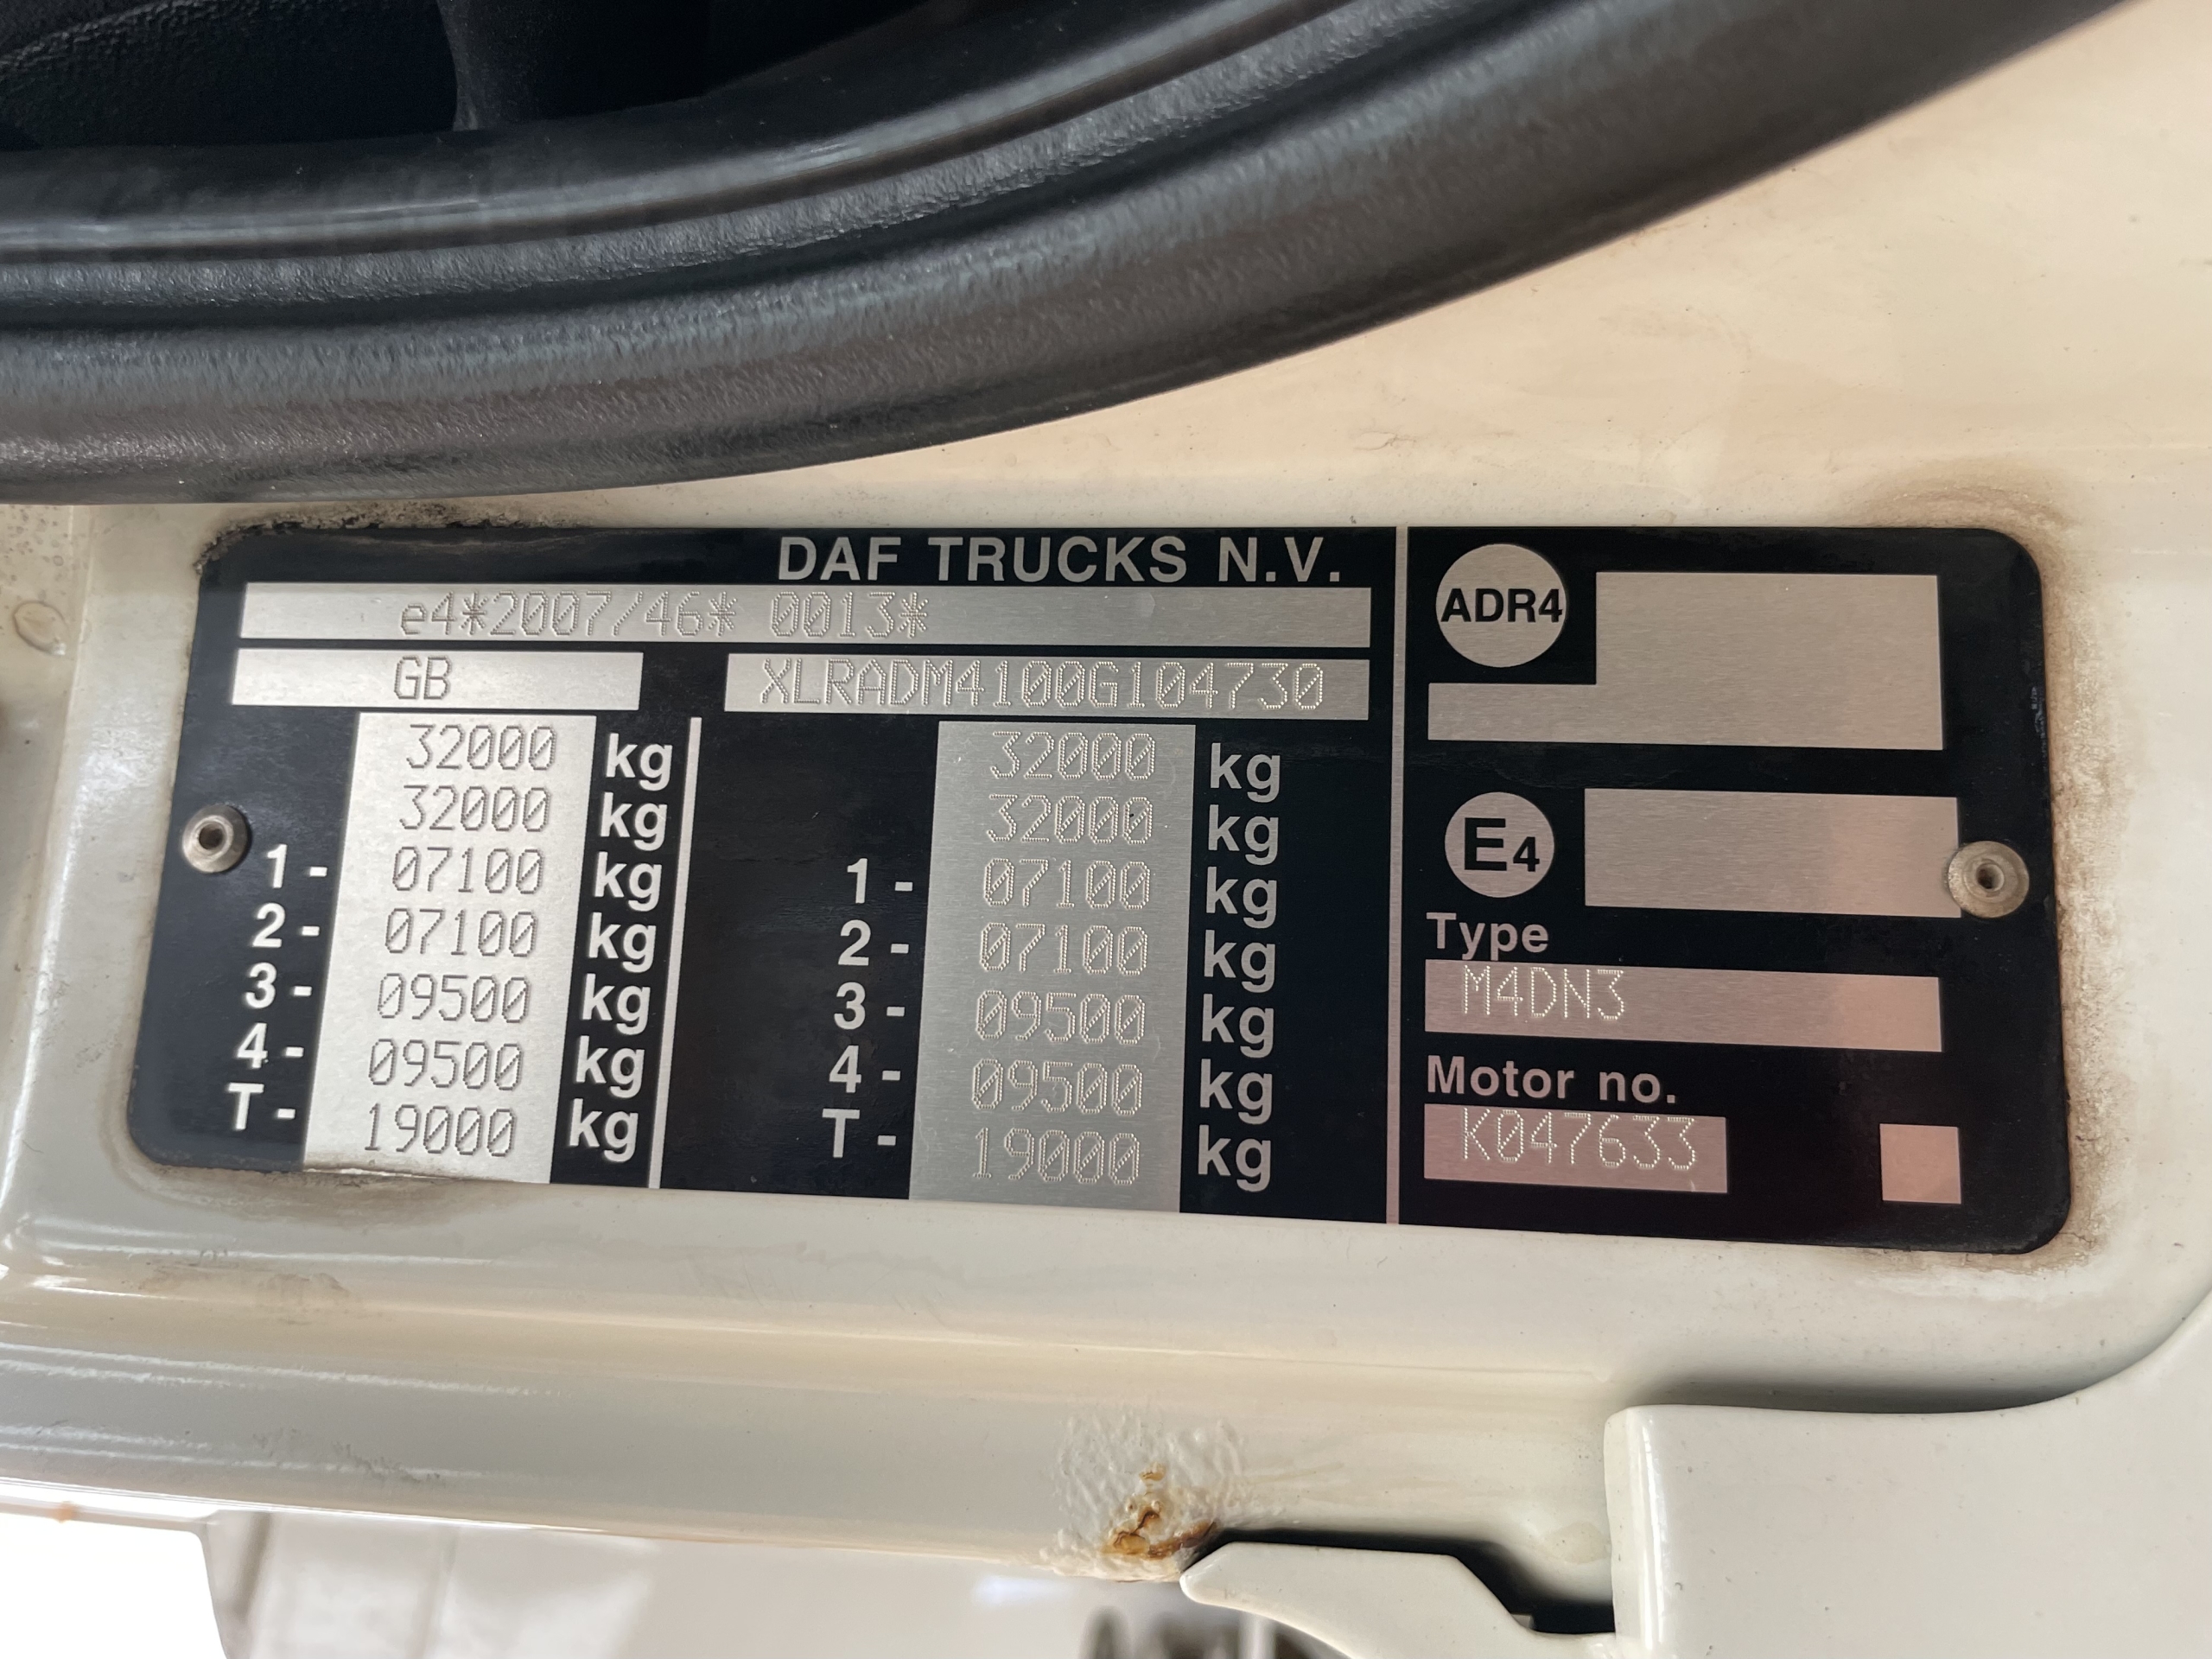 DAF TRUCKS N.V.
e4*2007/46* 0013*
GB XLRADM4100G104730
32000 kg 32000 kg
32000 kg 32000 kg
1- 07100 kg 1- 07100 kg
2- 07100 kg 2- 07100 kg
3- 09500 kg 3- 09500 kg
4- 09500 kg 4- 09500 kg
T- 19000 kg T- 19000 kg
ADR4
E4
Type
M4DN3
Motor no.
K047633